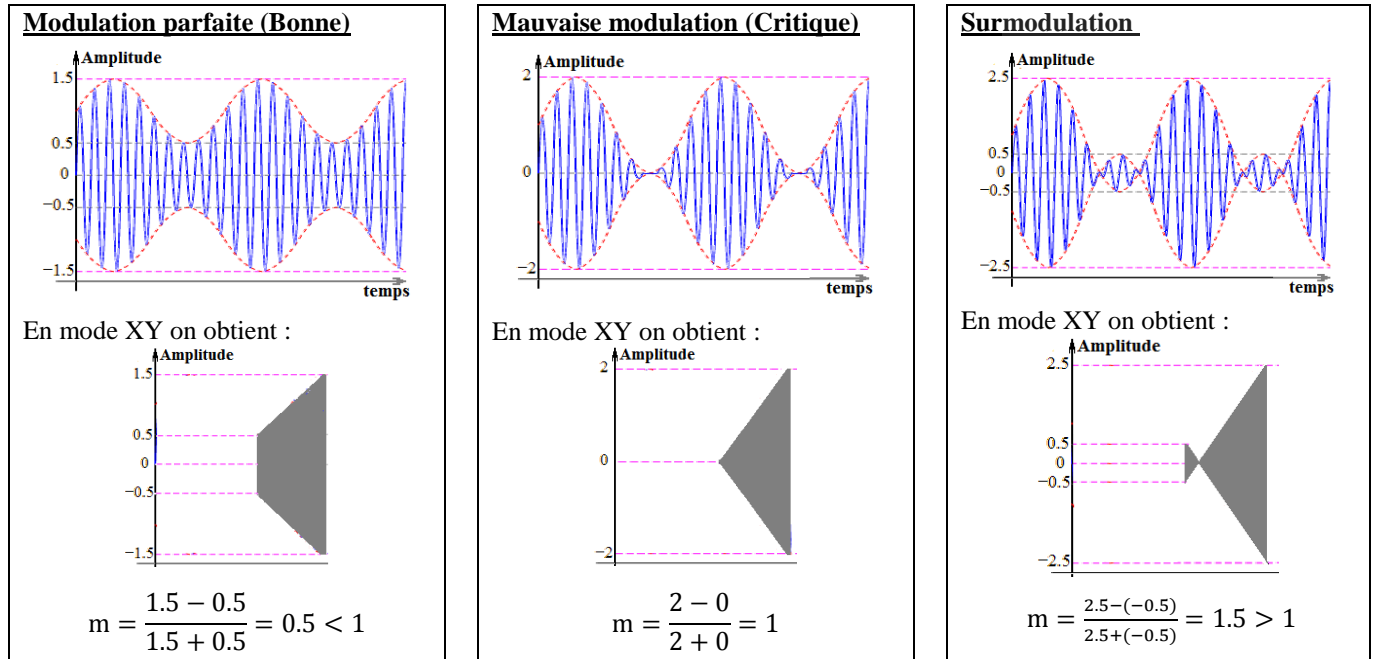 Modulation parfaite (Bonne)
Amplitude
1.5
0.5
0
−0.5
−1.5
temps
En mode XY on obtient :
Amplitude
1.5
0.5
0
−0.5
−1.5
m = (1.5 − 0.5)/(1.5 + 0.5) = 0.5 < 1
Mauvaise modulation (Critique)
Amplitude
2
0
−2
temps
En mode XY on obtient :
Amplitude
2
0
−2
m = (2 − 0)/(2 + 0) = 1
Surmodulation
Amplitude
2.5
0.5
0
−0.5
−2.5
temps
En mode XY on obtient :
Amplitude
2.5
0.5
0
−0.5
−2.5
m = (2.5−(−0.5))/(2.5+(−0.5)) = 1.5 > 1